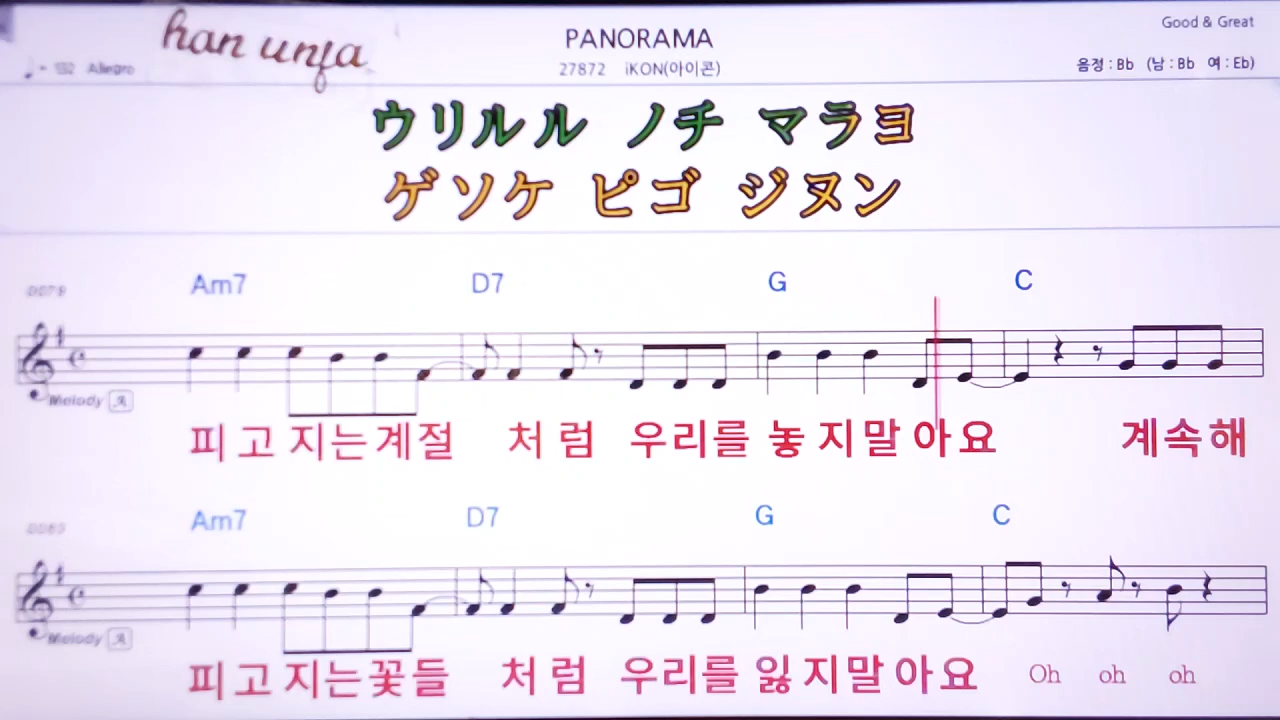 han unfa
PANORAMA
Good & Great
♩ = 132 Allegro
27872 iKON(아이콘)
음정 : Bb (남 : Bb 여 : Eb)
ウリルル ノチ マラヨ
ゲソケ ピゴ ジヌン
Am7 D7 G C
0079
Melody A
피고 지는계절 처럼 우리를 놓지말아요 계속해
Am7 D7 G C
0083
Melody A
피고 지는꽃들 처럼 우리를 잃지말아요 Oh oh oh